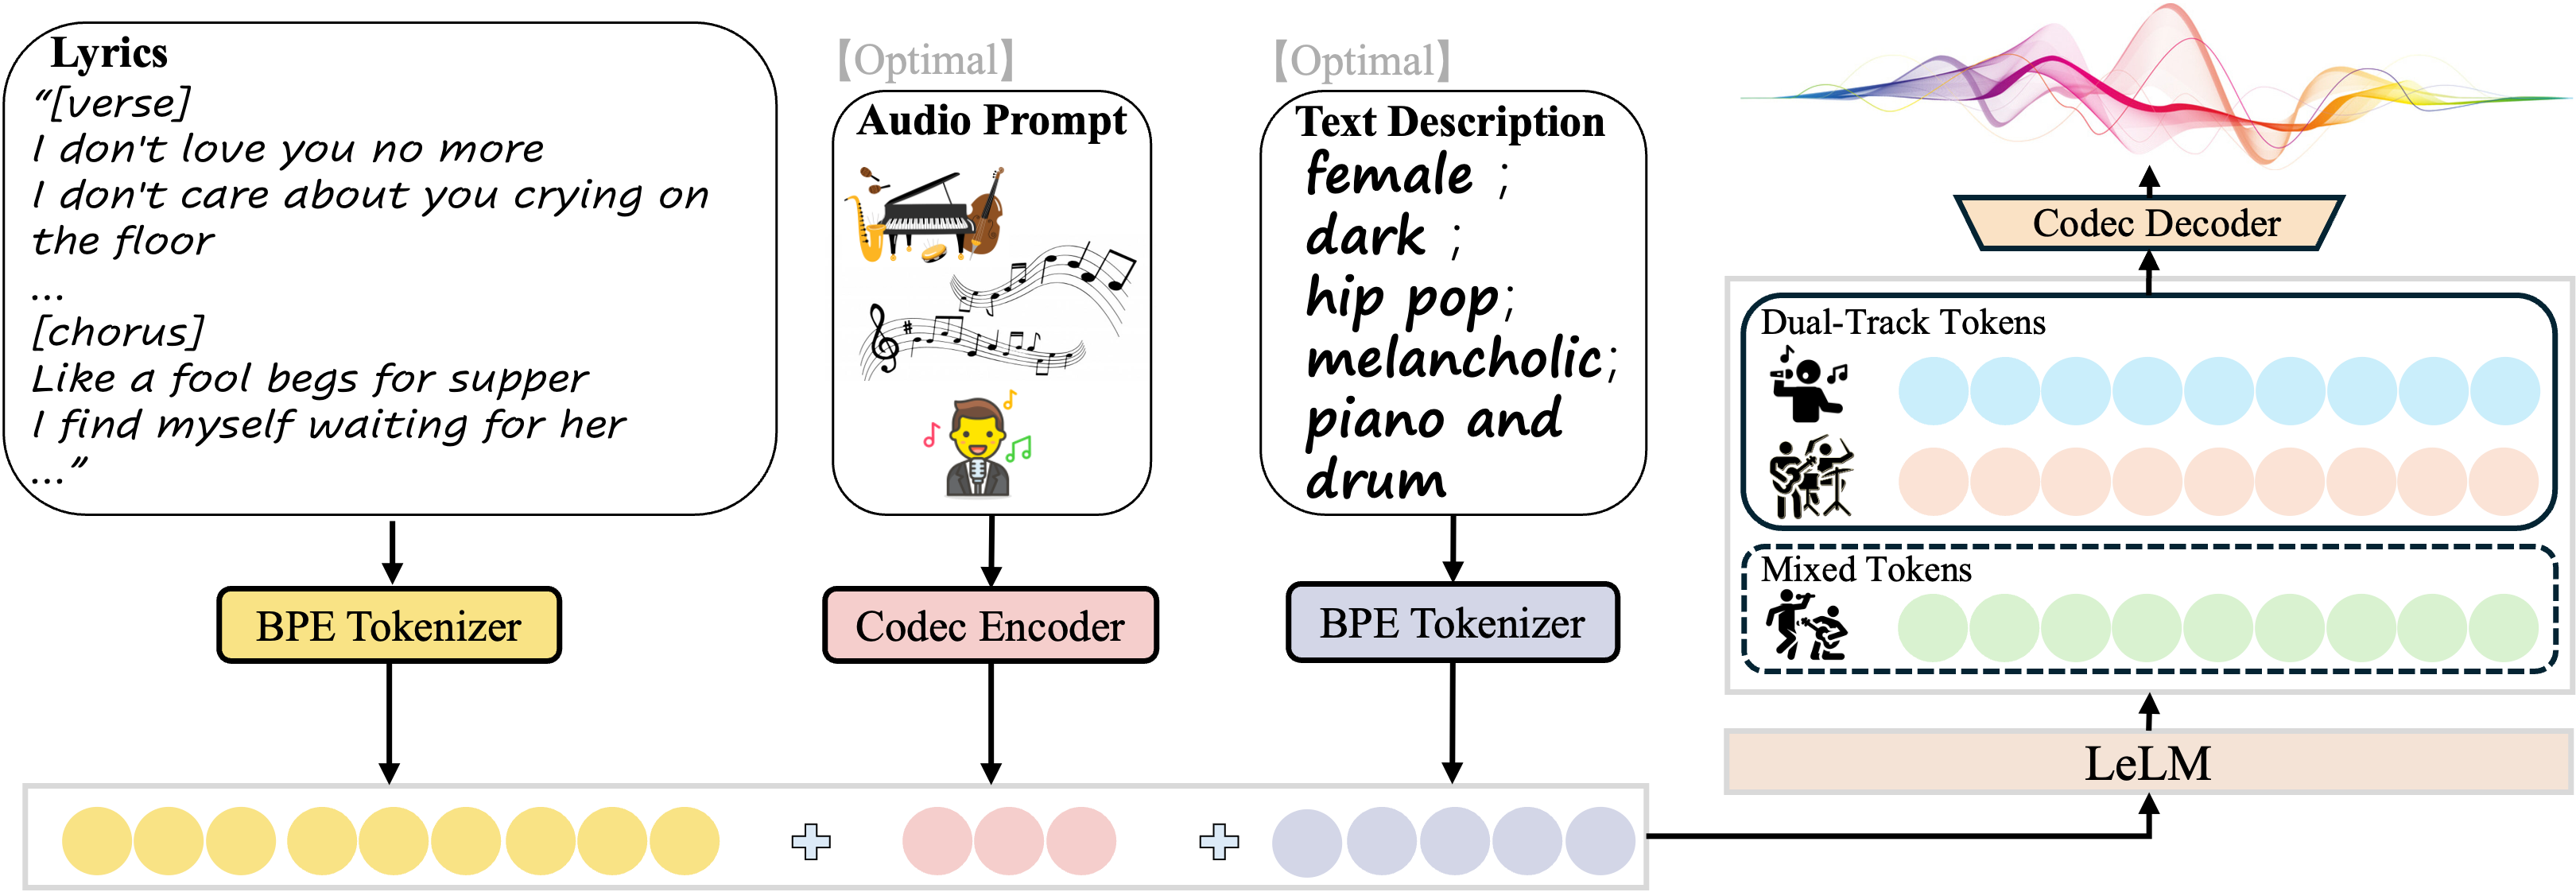 Lyrics
“[verse]
I don't love you no more
I don't care about you crying on
the floor
...
[chorus]
Like a fool begs for supper
I find myself waiting for her
...”
BPE Tokenizer
【Optimal】
Audio Prompt
Codec Encoder
【Optimal】
Text Description
female ;
dark ;
hip pop;
melancholic;
piano and
drum
BPE Tokenizer
Codec Decoder
Dual-Track Tokens
Mixed Tokens
LeLM